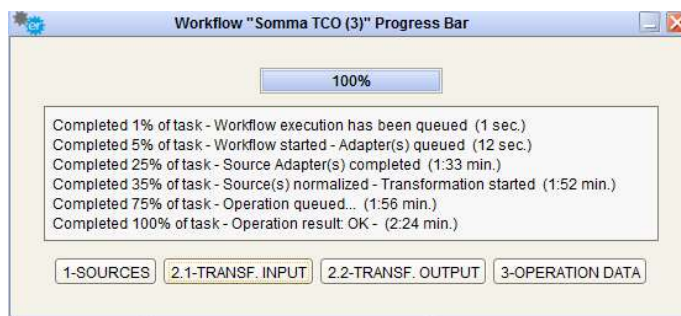 er
Workflow "Somma TCO (3)" Progress Bar
100%
Completed 1% of task - Workflow execution has been queued (1 sec.)
Completed 5% of task - Workflow started - Adapter(s) queued (12 sec.)
Completed 25% of task - Source Adapter(s) completed (1:33 min.)
Completed 35% of task - Source(s) normalized - Transformation started (1:52 min.)
Completed 75% of task - Operation queued... (1:56 min.)
Completed 100% of task - Operation result: OK - (2:24 min.)
1-SOURCES 2.1-TRANSF. INPUT 2.2-TRANSF. OUTPUT 3-OPERATION DATA